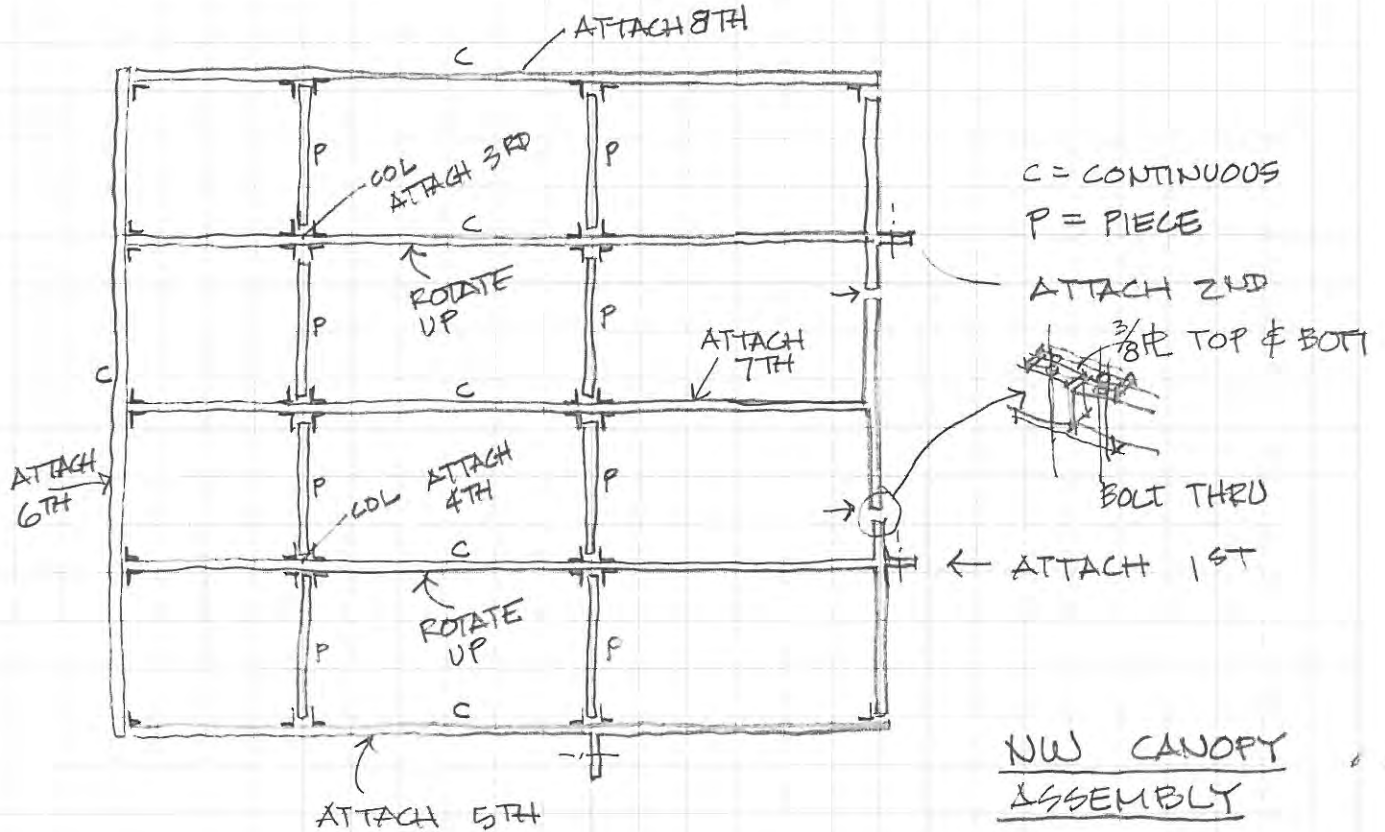 ATTACH 8TH
C
P
P
COL
ATTACH 3RD
C
ROTATE
UP
P
P
C
C
ATTACH
7TH
ATTACH
6TH
P
COL
ATTACH
4TH
P
C
ROTATE
UP
P
P
C
ATTACH 5TH
C = CONTINUOUS
P = PIECE
ATTACH 2ND
3/8 PL TOP & BOTT
BOLT THRU
← ATTACH 1ST
NW CANOPY
ASSEMBLY